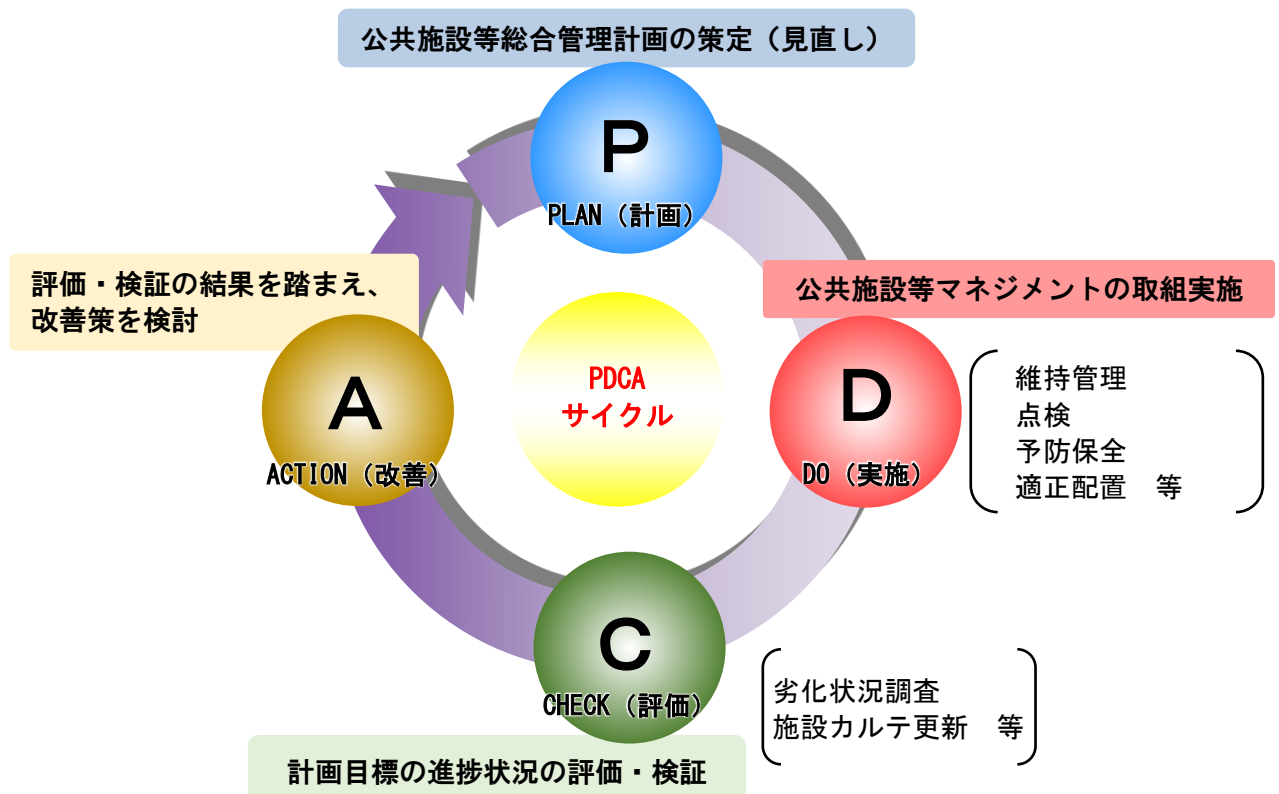 公共施設等総合管理計画の策定（見直し）
P
PLAN（計画）
公共施設等マネジメントの取組実施
D
DO（実施）
維持管理
点検
予防保全
適正配置　等
C
CHECK（評価）
計画目標の進捗状況の評価・検証
劣化状況調査
施設カルテ更新　等
評価・検証の結果を踏まえ、
改善策を検討
A
ACTION（改善）
PDCA
サイクル